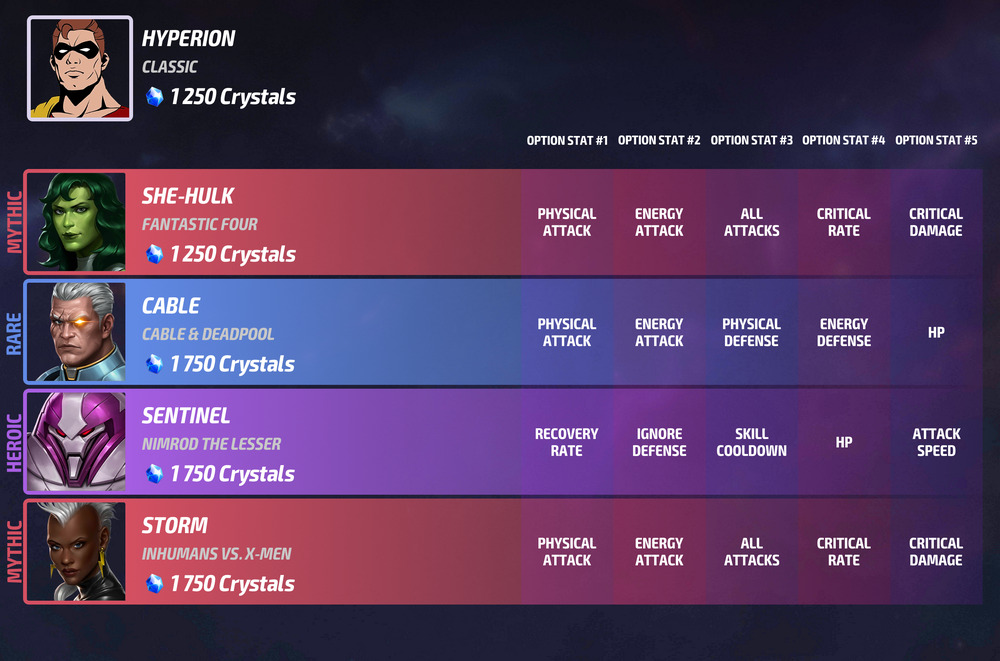 HYPERION
CLASSIC
1 250 Crystals
OPTION STAT #1 OPTION STAT #2 OPTION STAT #3 OPTION STAT #4 OPTION STAT #5
MYTHIC
SHE-HULK
FANTASTIC FOUR
1 250 Crystals
PHYSICAL ATTACK
ENERGY ATTACK
ALL ATTACKS
CRITICAL RATE
CRITICAL DAMAGE
RARE
CABLE
CABLE & DEADPOOL
1 750 Crystals
PHYSICAL ATTACK
ENERGY ATTACK
PHYSICAL DEFENSE
ENERGY DEFENSE
HP
HEROIC
SENTINEL
NIMROD THE LESSER
1 750 Crystals
RECOVERY RATE
IGNORE DEFENSE
SKILL COOLDOWN
HP
ATTACK SPEED
MYTHIC
STORM
INHUMANS VS. X-MEN
1 750 Crystals
PHYSICAL ATTACK
ENERGY ATTACK
ALL ATTACKS
CRITICAL RATE
CRITICAL DAMAGE